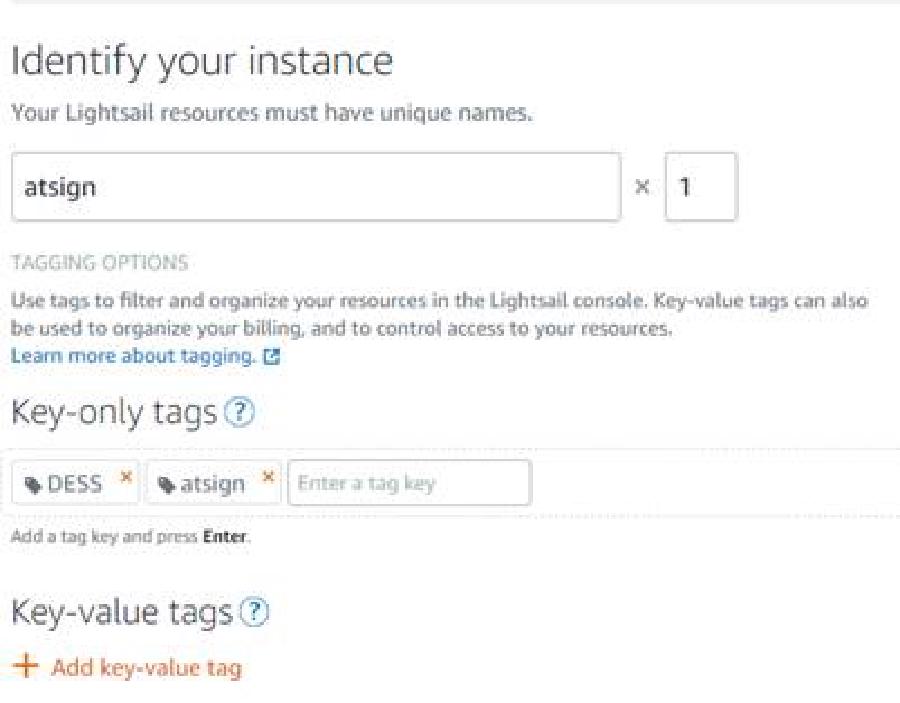 Identify your instance
Your Lightsail resources must have unique names.
atsign × 1
TAGGING OPTIONS
Use tags to filter and organize your resources in the Lightsail console. Key-value tags can also
be used to organize your billing, and to control access to your resources.
Learn more about tagging.
Key-only tags ?
DESS × atsign × Enter a tag key
Add a tag key and press Enter.
Key-value tags ?
+ Add key-value tag